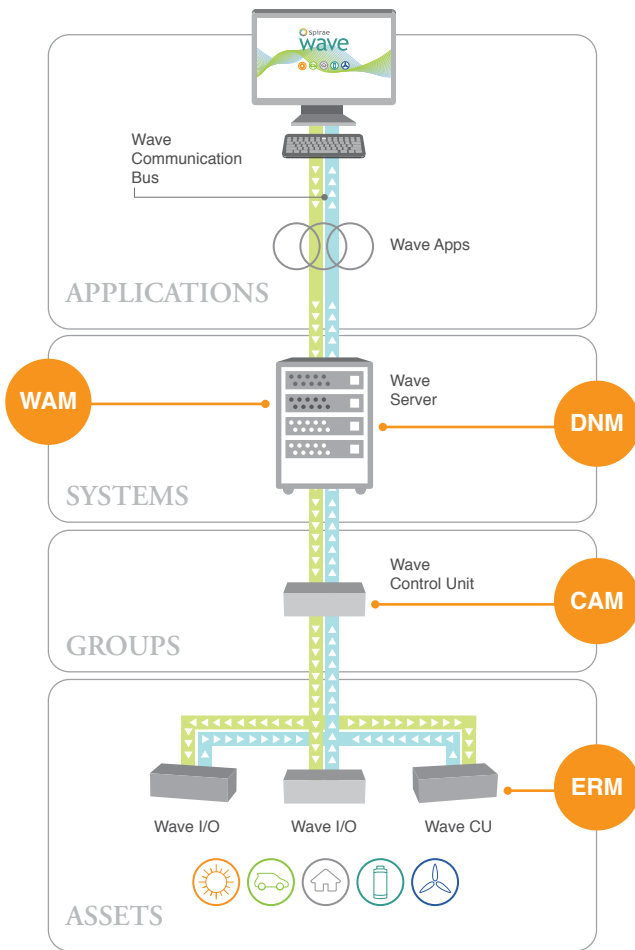 Spirae
wave
Wave
Communication
Bus
Wave Apps
APPLICATIONS
WAM
Wave
Server
DNM
SYSTEMS
Wave
Control Unit
CAM
GROUPS
ERM
Wave I/O
Wave I/O
Wave CU
ASSETS